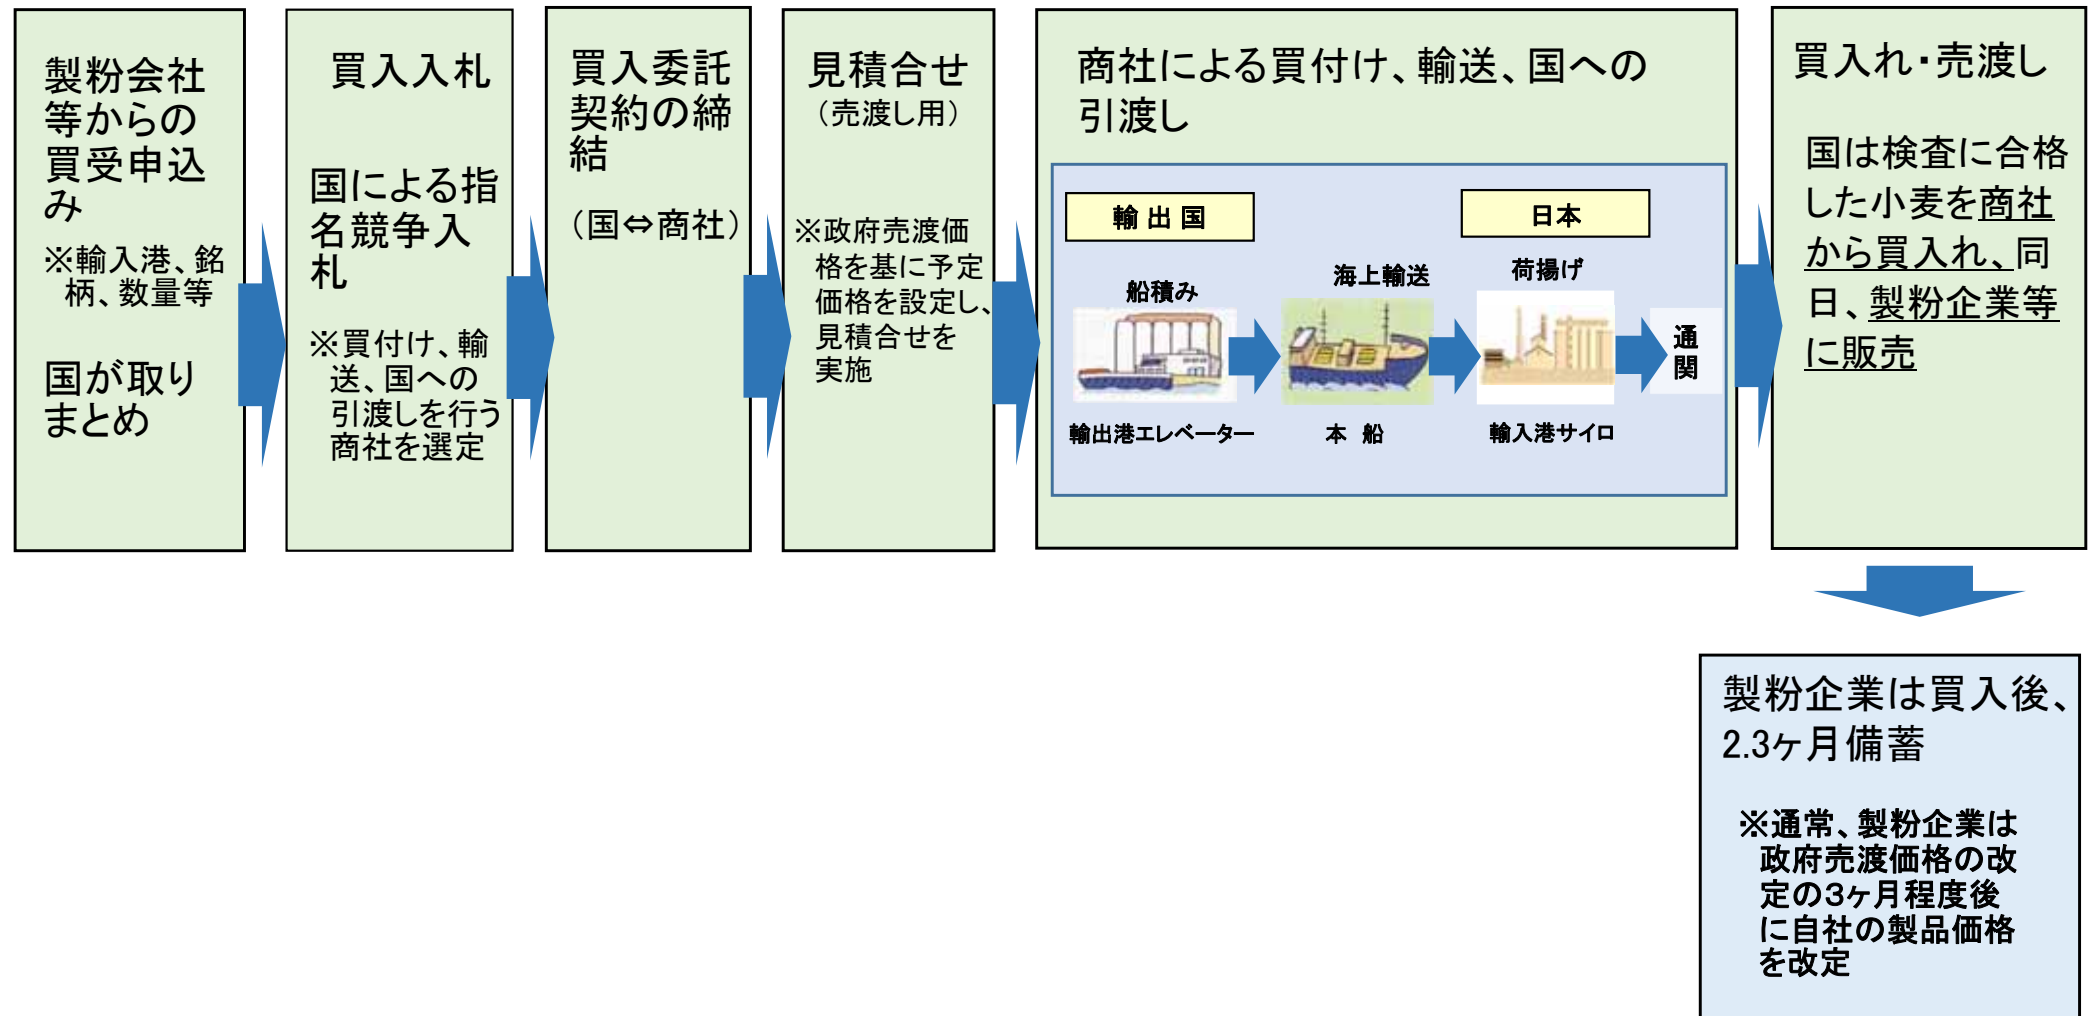 製粉会社
等からの
買受申込
み
※輸入港、銘
柄、数量等
国が取り
まとめ
買入入札
国による指
名競争入
札
※買付け、輸
送、国への
引渡しを行う
商社を選定
買入委託
契約の締
結
（国⇔商社）
見積合せ
（売渡し用）
※政府売渡価
格を基に予定
価格を設定し、
見積合せを
実施
商社による買付け、輸送、国への
引渡し
輸出国
日本
船積み
海上輸送
荷揚げ
通
関
輸出港エレベーター
本 船
輸入港サイロ
買入れ・売渡し
国は検査に合格
した小麦を商社
から買入れ、同
日、製粉企業等
に販売
製粉企業は買入後、
2.3ヶ月備蓄
※通常、製粉企業は
政府売渡価格の改
定の３ヶ月程度後
に自社の製品価格
を改定